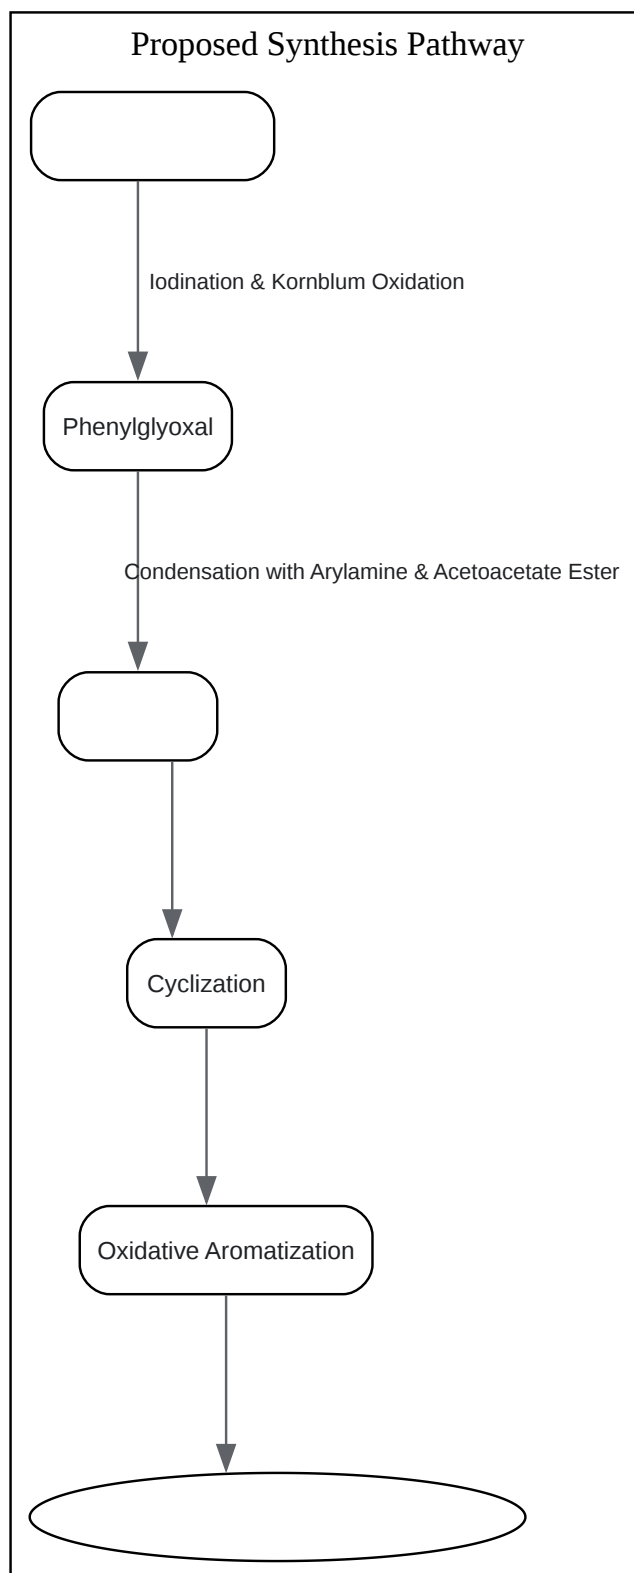 Proposed Synthesis Pathway
Iodination & Kornblum Oxidation
Phenylglyoxal
Condensation with Arylamine & Acetoacetate Ester
Cyclization
Oxidative Aromatization